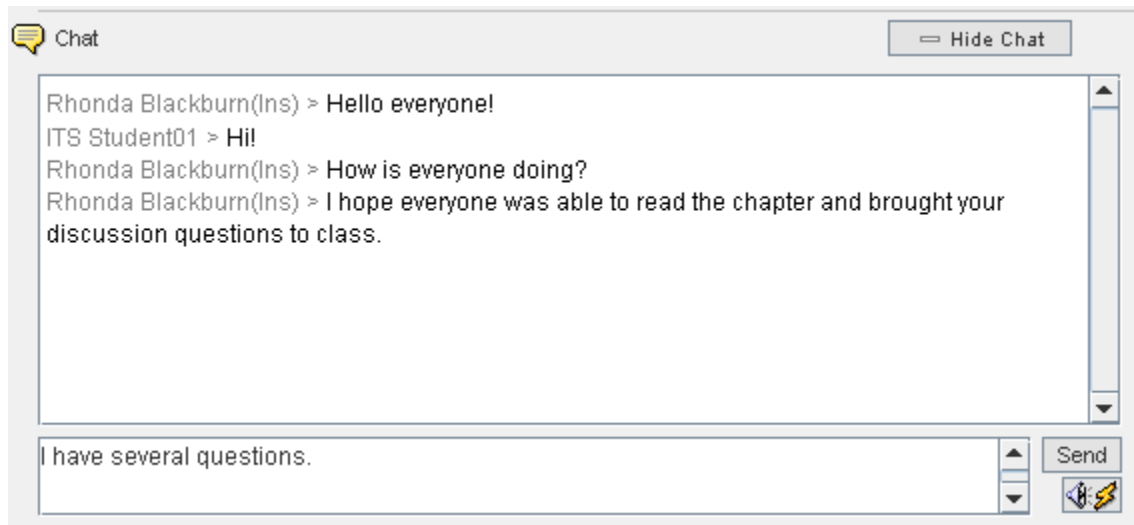 Chat
Hide Chat
Rhonda Blackburn(Ins) > Hello everyone!
ITS Student01 > Hi!
Rhonda Blackburn(Ins) > How is everyone doing?
Rhonda Blackburn(Ins) > I hope everyone was able to read the chapter and brought your
discussion questions to class.
I have several questions.
Send